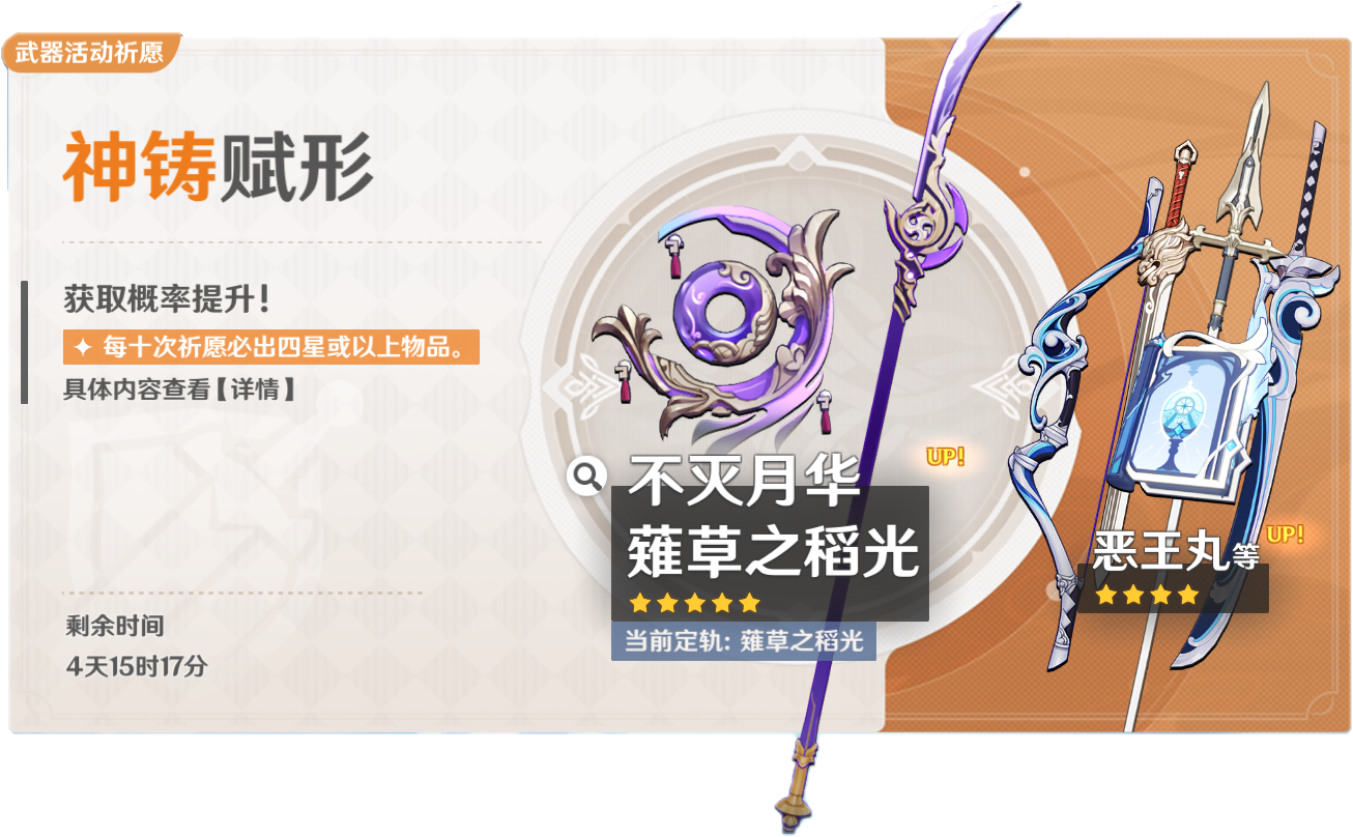 武器活动祈愿
神铸赋形
获取概率提升！
✦ 每十次祈愿必出四星或以上物品。
具体内容查看【详情】
剩余时间
4天15时17分
UP!
不灭月华
薙草之稻光
当前定轨: 薙草之稻光
UP!
恶王丸等